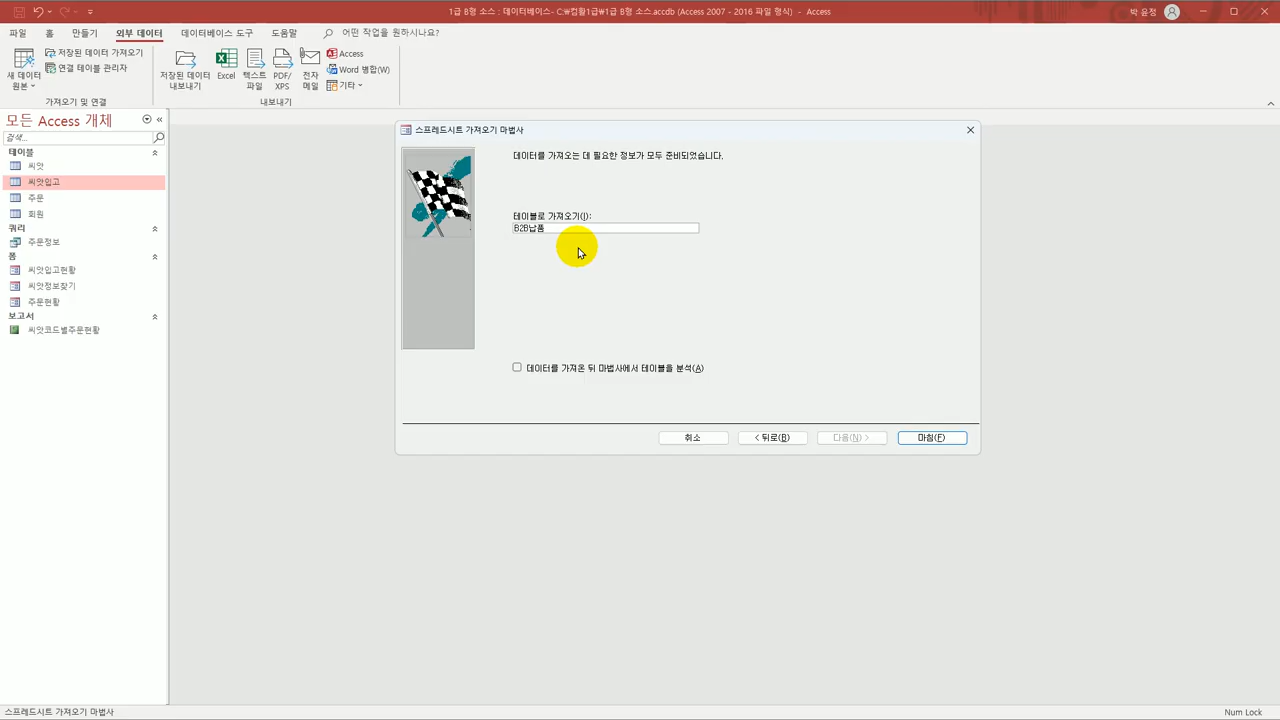 1급 B형 소스 : 데이터베이스- C:₩컴활1급₩1급 B형 소스.accdb (Access 2007 - 2016 파일 형식) - Access
박 윤정
파일 홈 만들기 외부 데이터 데이터베이스 도구 도움말 어떤 작업을 원하시나요?
새 데이터 원본
저장된 데이터 가져오기
연결 테이블 관리자
가져오기 및 연결
저장된 데이터 내보내기
Excel
텍스트 파일
PDF/XPS
전자 메일
Access
Word 병합(W)
기타
내보내기
모든 Access 개체
검색...
테이블
씨앗
씨앗입고
주문
회원
쿼리
주문정보
폼
씨앗입고현황
씨앗정보찾기
주문현황
보고서
씨앗코드별주문현황
스프레드시트 가져오기 마법사
데이터를 가져오는 데 필요한 정보가 모두 준비되었습니다.
테이블로 가져오기(I):
B2B납품
데이터를 가져온 뒤 마법사에서 테이블을 분석(A)
취소
< 뒤로(B)
다음(N) >
마침(F)
스프레드시트 가져오기 마법사
Num Lock